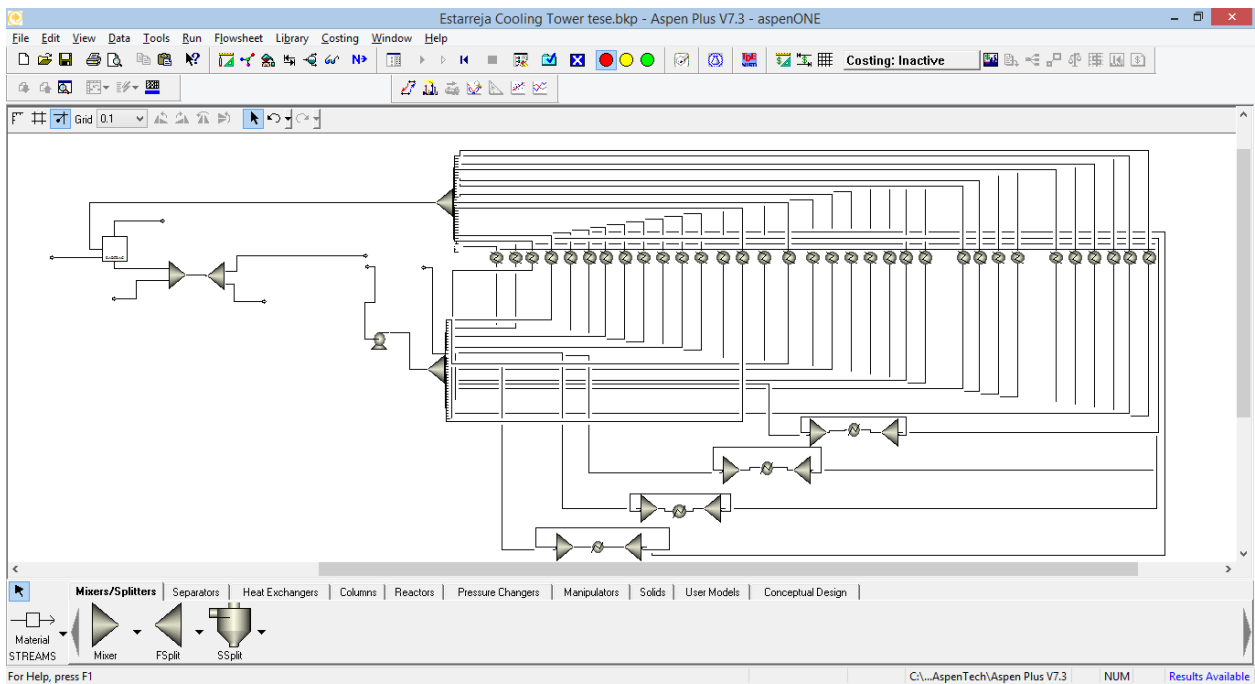 Estarreja Cooling Tower tese.bkp - Aspen Plus V7.3 - aspenONE
File Edit View Data Tools Run Flowsheet Library Costing Window Help
N> Costing: Inactive
Grid 0.1
Mixers/Splitters Separators Heat Exchangers Columns Reactors Pressure Changers Manipulators Solids User Models Conceptual Design
Material
STREAMS Mixer FSplit SSplit
For Help, press F1 C:\...AspenTech\Aspen Plus V7.3 NUM Results Available